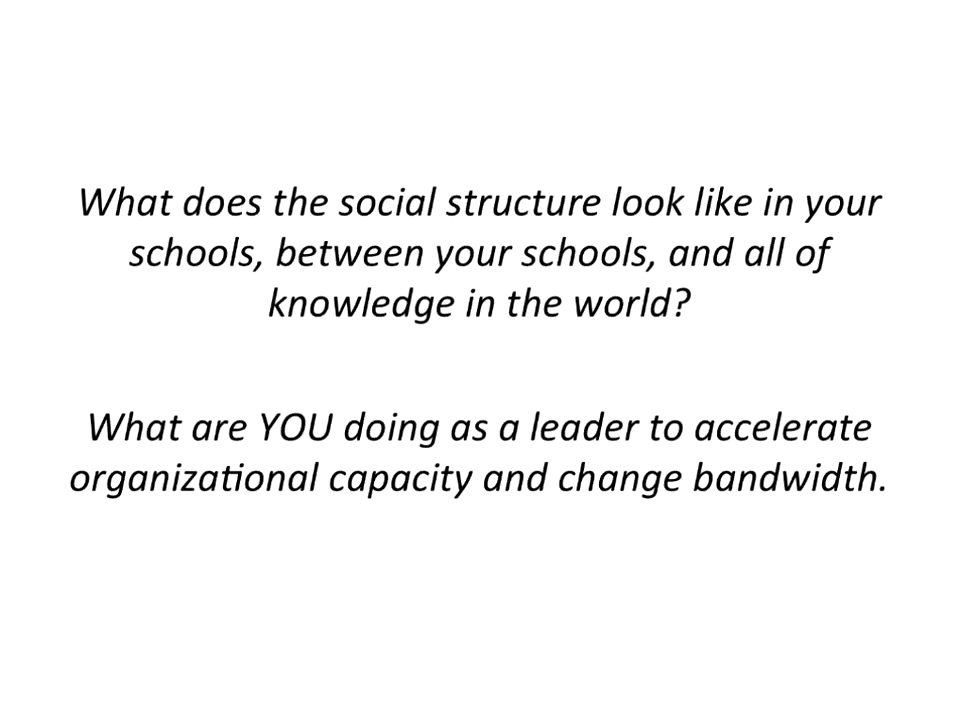 What does the social structure look like in your
schools, between your schools, and all of
knowledge in the world?
What are YOU doing as a leader to accelerate
organizational capacity and change bandwidth.